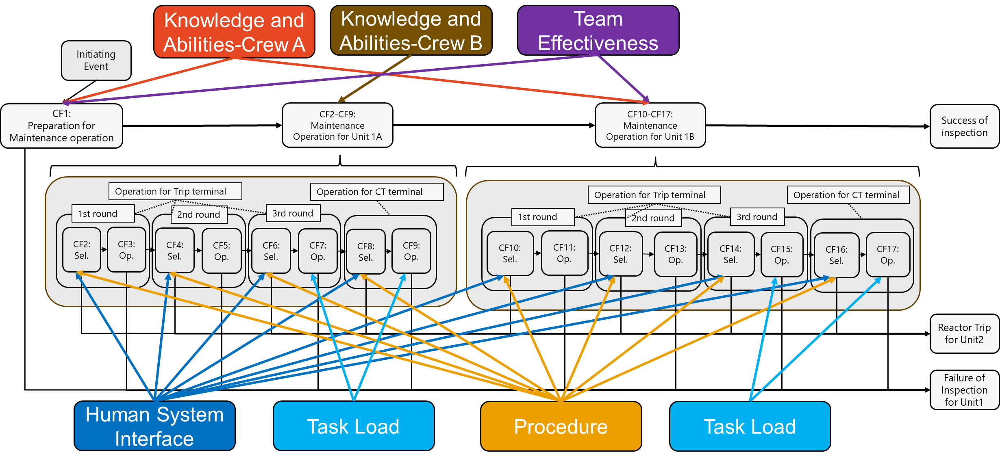 Knowledge and
Abilities-Crew A
Knowledge and
Abilities-Crew B
Team
Effectiveness
Initiating
Event
CF1:
Preparation for
Maintenance operation
CF2-CF9:
Maintenance
Operation for Unit 1A
CF10-CF17:
Maintenance
Operation for Unit 1B
Success of
inspection
Operation for Trip terminal
Operation for CT terminal
1st round
2nd round
3rd round
CF2:
Sel.
CF3:
Op.
CF4:
Sel.
CF5:
Op.
CF6:
Sel.
CF7:
Op.
CF8:
Sel.
CF9:
Op.
Operation for Trip terminal
Operation for CT terminal
1st round
2nd round
3rd round
CF10:
Sel.
CF11:
Op.
CF12:
Sel.
CF13:
Op.
CF14:
Sel.
CF15:
Op.
CF16:
Sel.
CF17:
Op.
Reactor Trip
for Unit2
Failure of
Inspection
for Unit1
Human System
Interface
Task Load
Procedure
Task Load